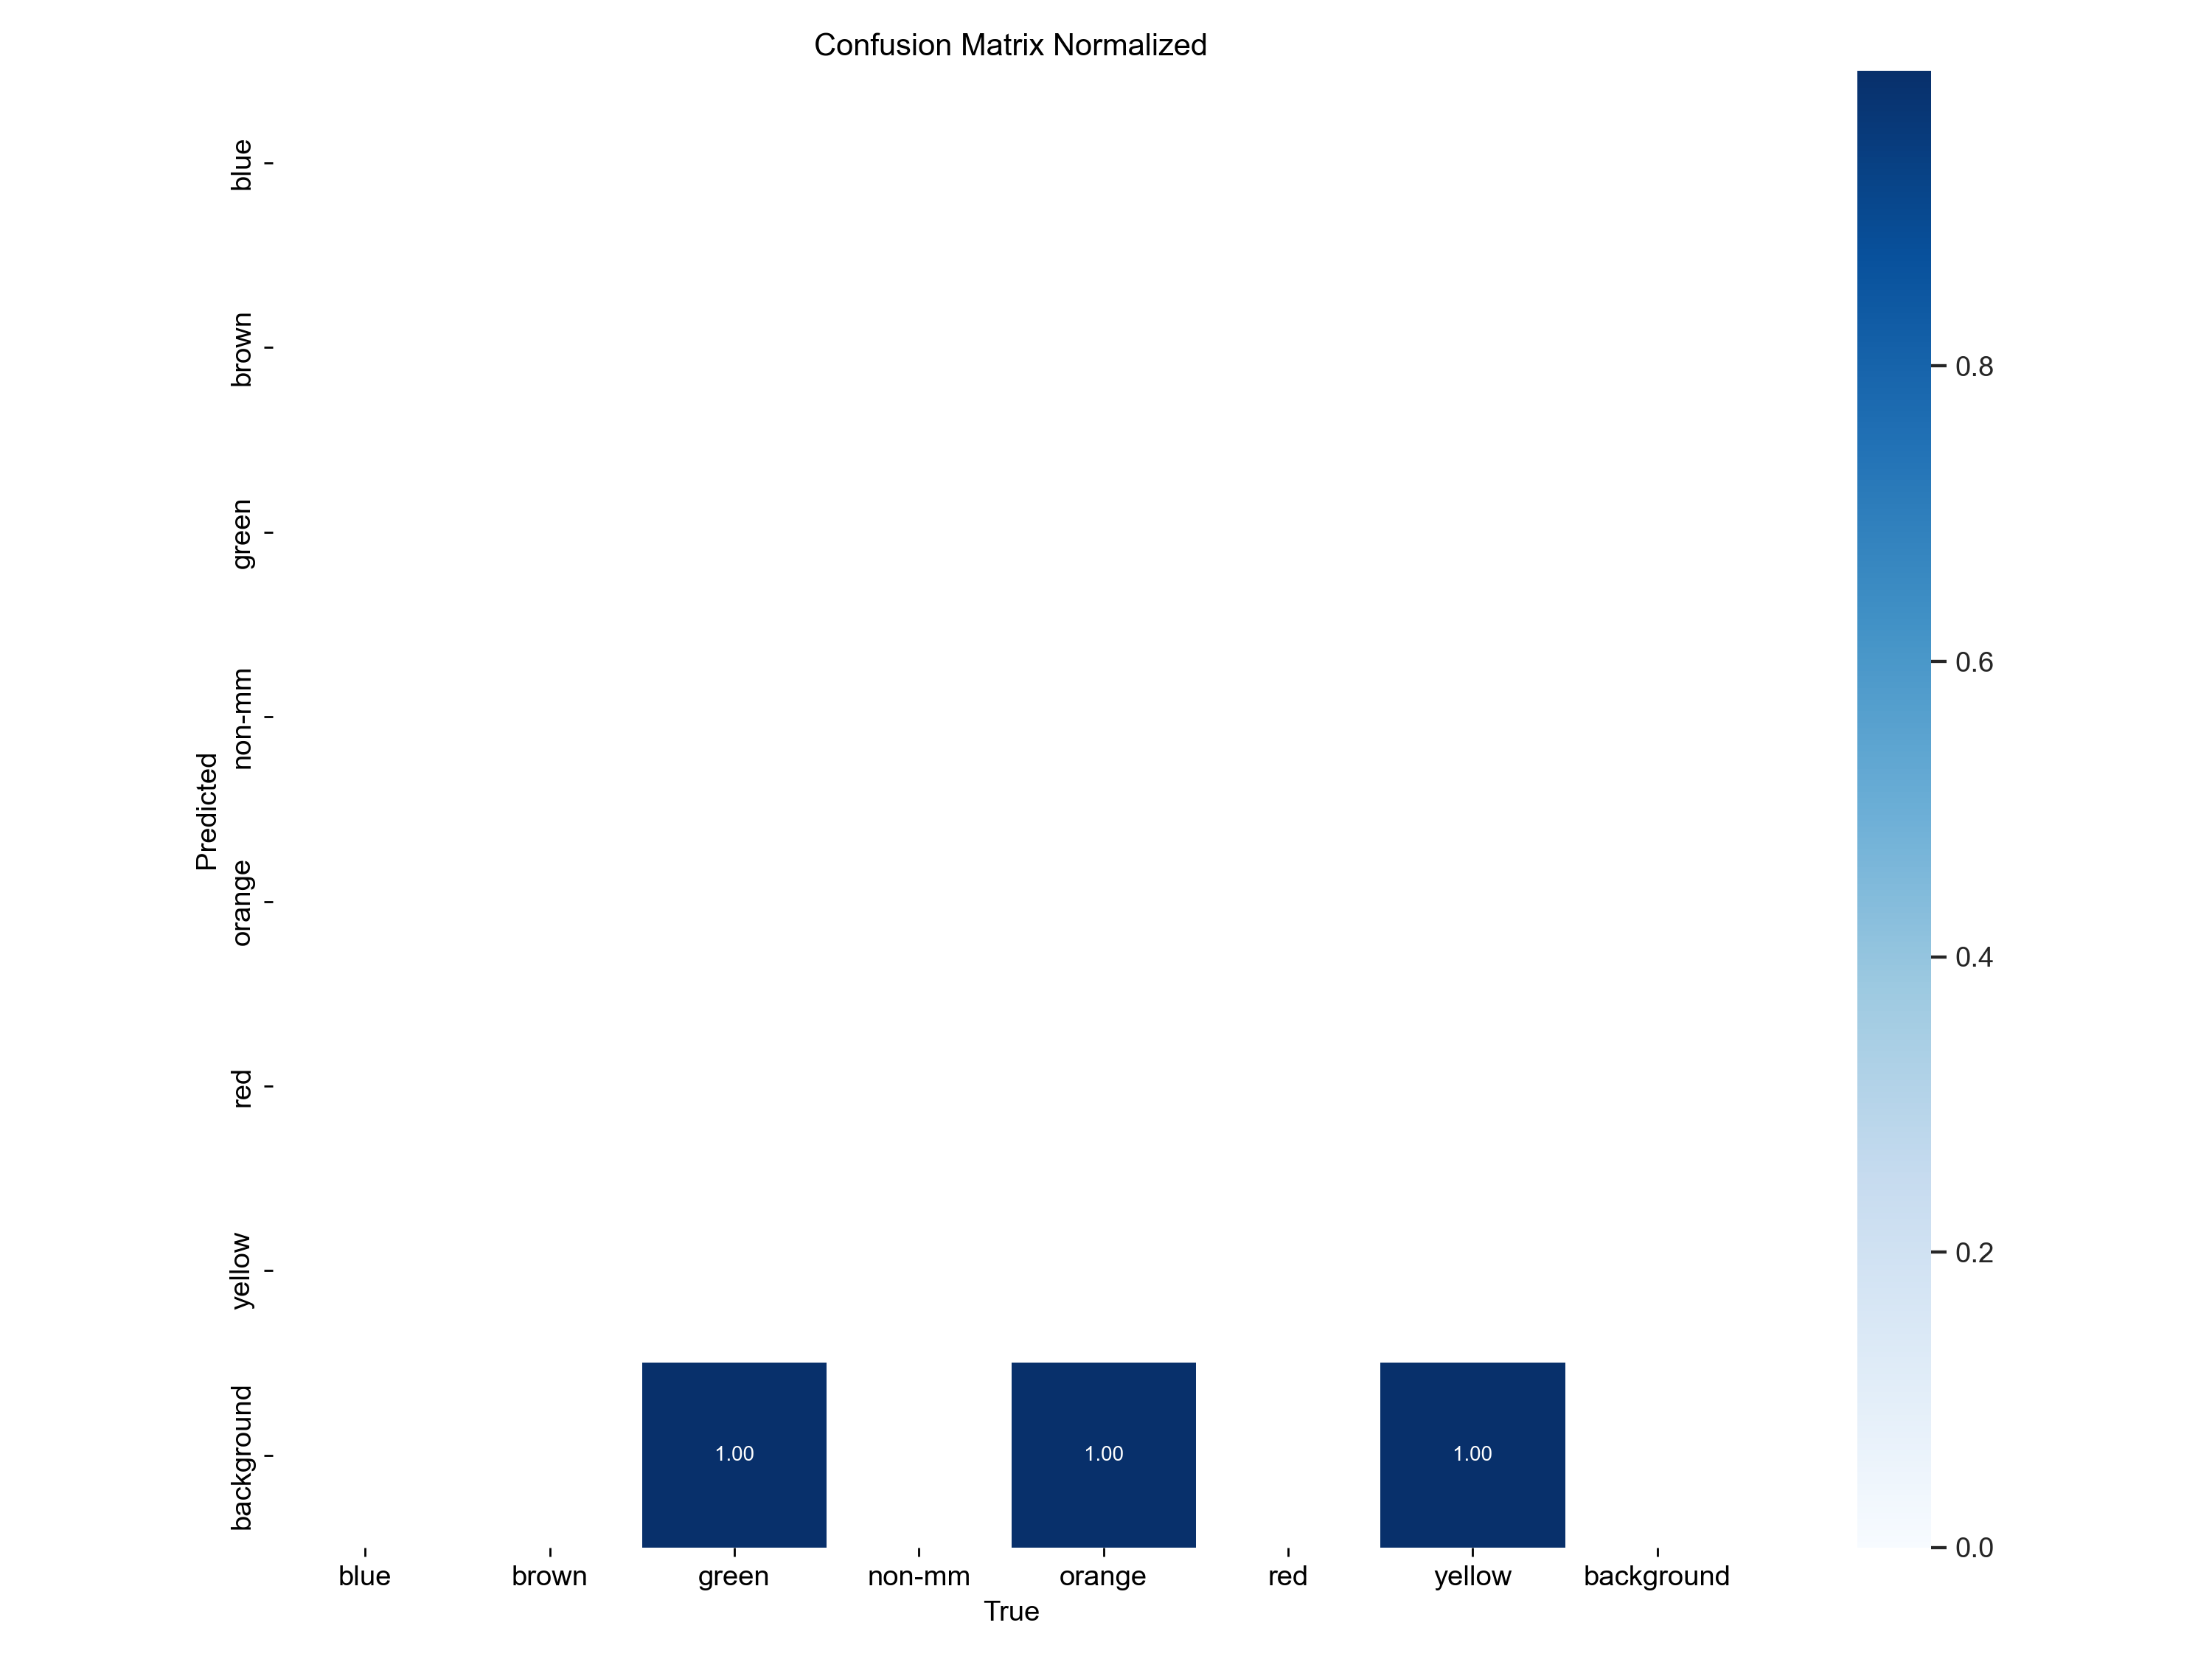 Confusion Matrix Normalized
Predicted
blue
brown
green
non-mm
orange
red
yellow
background
1.00 1.00 1.00
blue brown green non-mm orange red yellow background
True
0.8
0.6
0.4
0.2
0.0